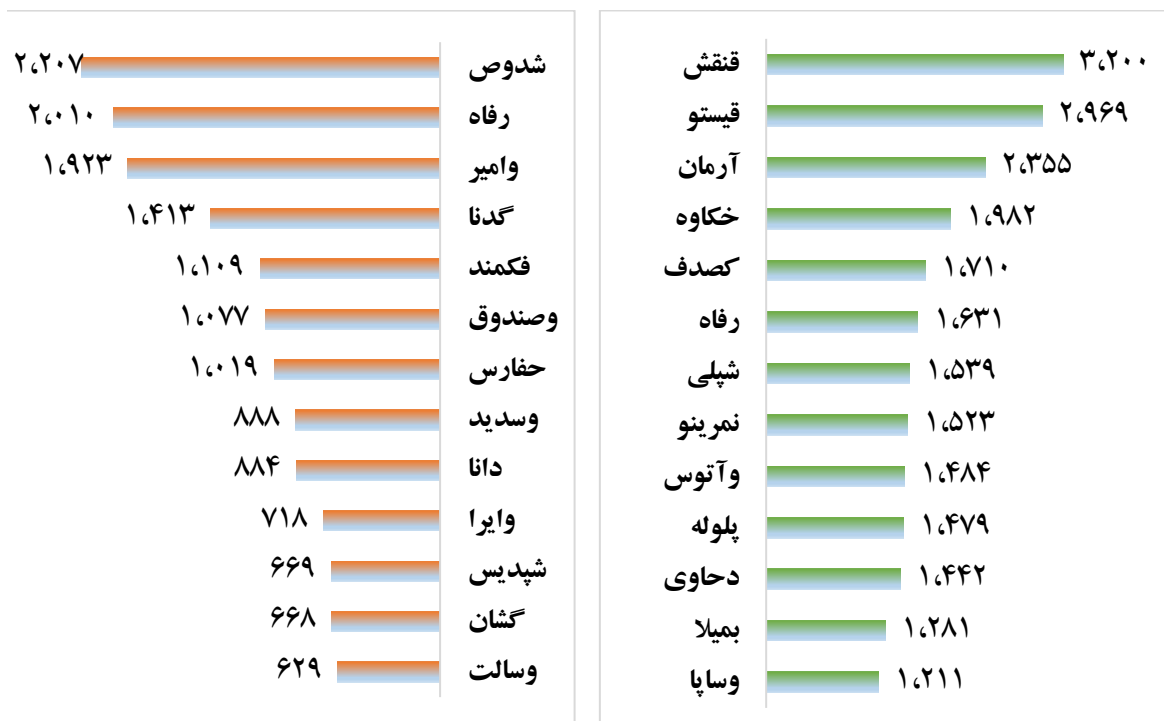 قنقش ۳،۲۰۰
قیستو ۲،۹۶۹
آرمان ۲،۳۵۵
خکاوه ۱،۹۸۲
کصدف ۱،۷۱۰
رفاه ۱،۶۳۱
شپلی ۱،۵۳۹
نمرینو ۱،۵۲۳
وآتوس ۱،۴۸۴
پلوله ۱،۴۷۹
دحاوی ۱،۴۴۲
بمیلا ۱،۲۸۱
وساپا ۱،۲۱۱
شدوص ۲،۲۰۷
رفاه ۲،۰۱۰
وامیر ۱،۹۲۳
گدنا ۱،۴۱۳
فکمند ۱،۱۰۹
وصندوق ۱،۰۷۷
حفارس ۱،۰۱۹
وسدید ۸۸۸
دانا ۸۸۴
وایرا ۷۱۸
شپدیس ۶۶۹
گشان ۶۶۸
وسالت ۶۲۹